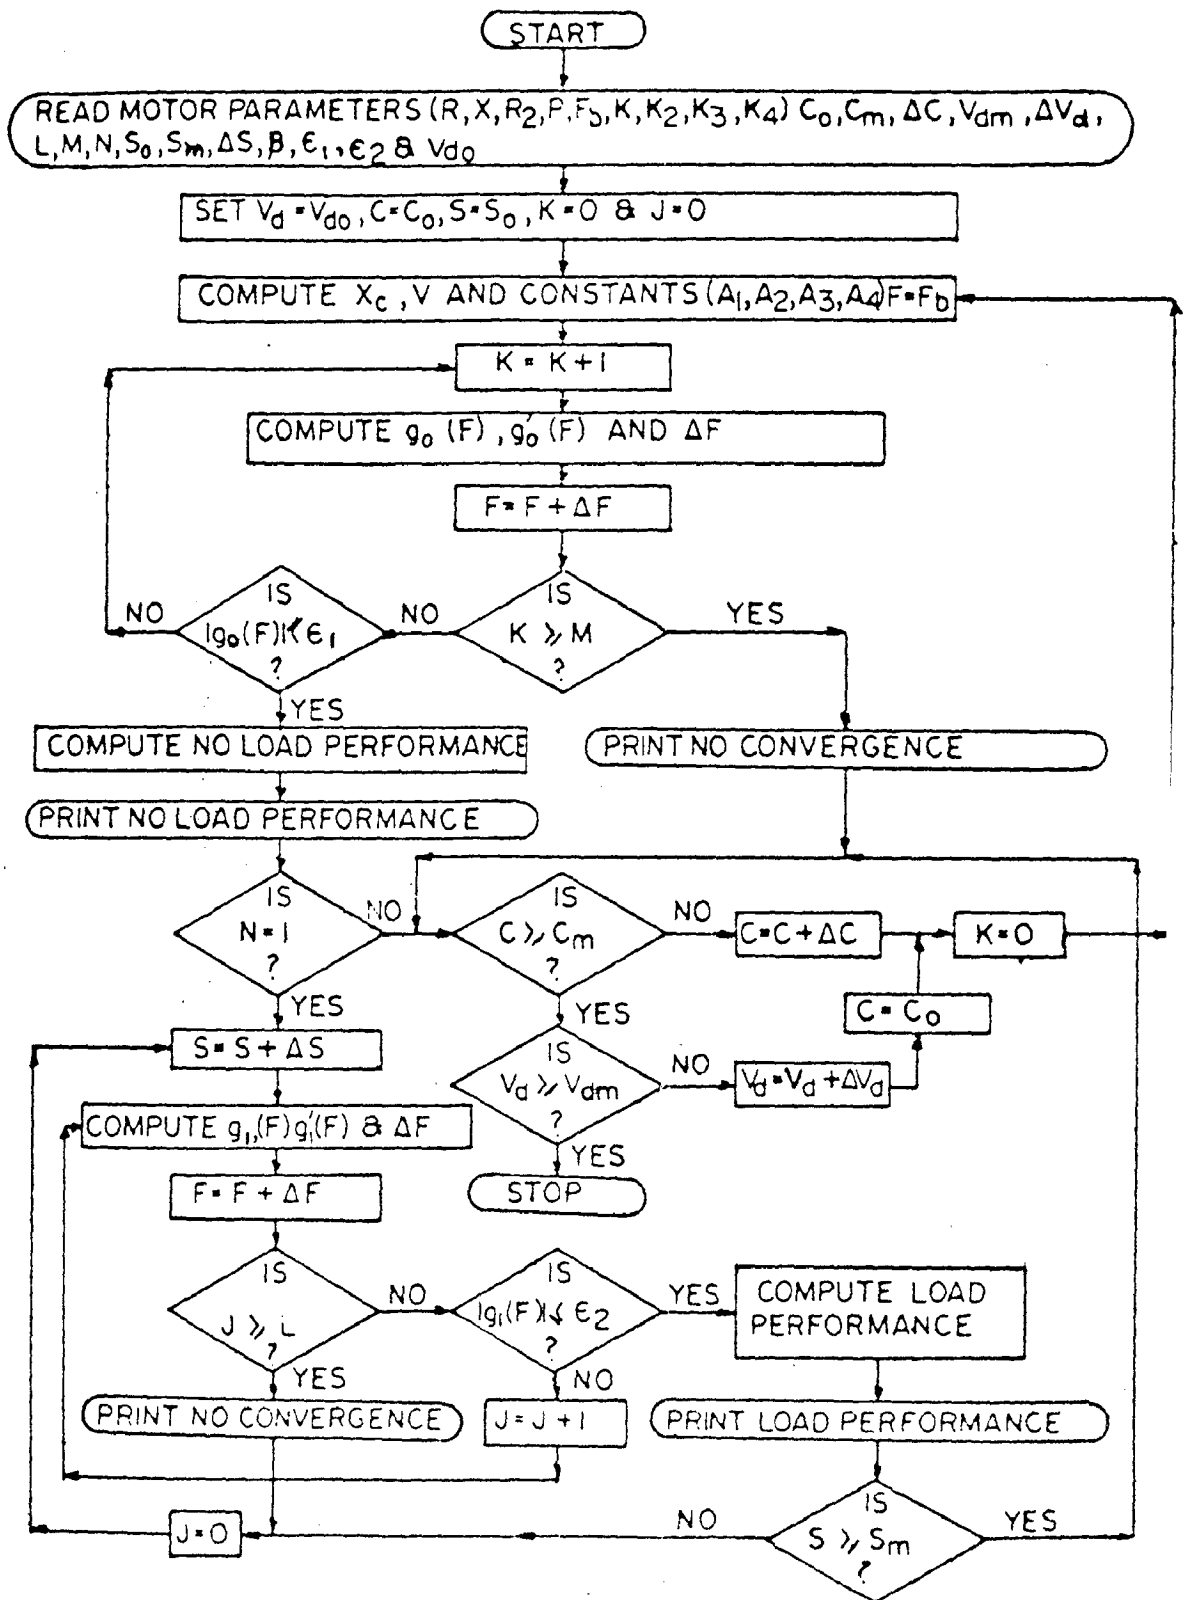 START
READ MOTOR PARAMETERS (R, X, R2, P, Fb, K, K2, K3, K4) Co, Cm, ΔC, Vdm, ΔVd,
L, M, N, So, Sm, ΔS, β, ϵ1, ϵ2 & Vdo
SET Vd = Vdo, C = Co, S = So, K = 0 & J = 0
COMPUTE Xc, V AND CONSTANTS (A1, A2, A3, A4) F = Fb
K = K + 1
COMPUTE go (F), g'o (F) AND ΔF
F = F + ΔF
IS
|go(F)|< ϵ1
?
NO
NO
IS
K ⩾ M
?
YES
YES
COMPUTE NO LOAD PERFORMANCE
PRINT NO CONVERGENCE
PRINT NO LOAD PERFORMANCE
IS
N = 1
?
NO
IS
C ⩾ Cm
?
NO
C = C + ΔC
K = 0
YES
YES
C = Co
S = S + ΔS
IS
Vd ⩾ Vdm
?
NO
Vd = Vd + ΔVd
COMPUTE g1,(F) g'1(F) & ΔF
YES
F = F + ΔF
STOP
IS
J ⩾ L
?
NO
IS
|g1(F)|< ϵ2
?
YES
COMPUTE LOAD
PERFORMANCE
YES
NO
PRINT NO CONVERGENCE
J = J + 1
PRINT LOAD PERFORMANCE
J = 0
NO
IS
S ⩾ Sm
?
YES